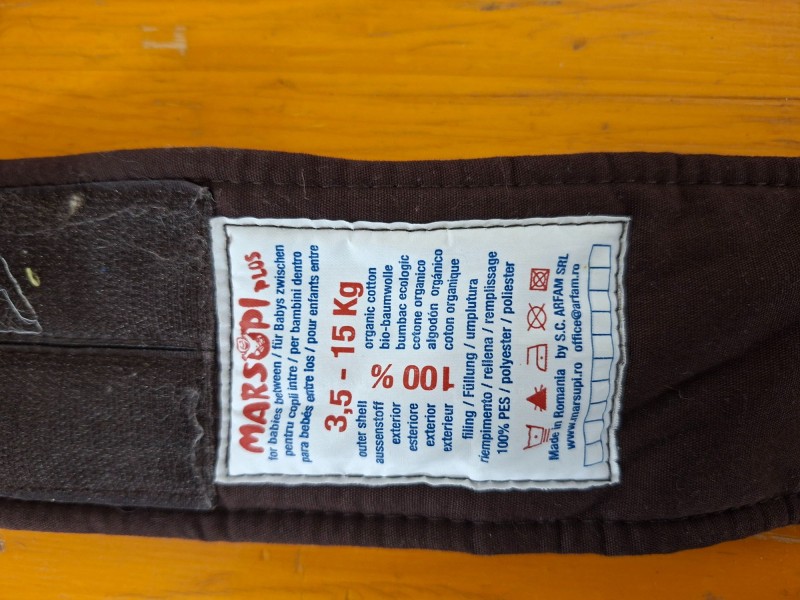 MARSUPI PLUS
for babies between / für Babys zwischen
pentru copii intre / per bambini dentro
para bebés entre los / pour enfants entre
3,5 - 15 Kg
outer shell organic cotton
aussenstoff bio-baumwolle
exterior bumbac ecologic
esteriore 100 % cotone organico
exterior algodón orgánico
exterieur coton organique
filing / Füllung / umplutura
riempimento / rellena / remplissage
100% PES / polyester / poliester
30
Made in Romania by S.C. ARFAM SRL
www.marsupi.ro office@arfam.ro